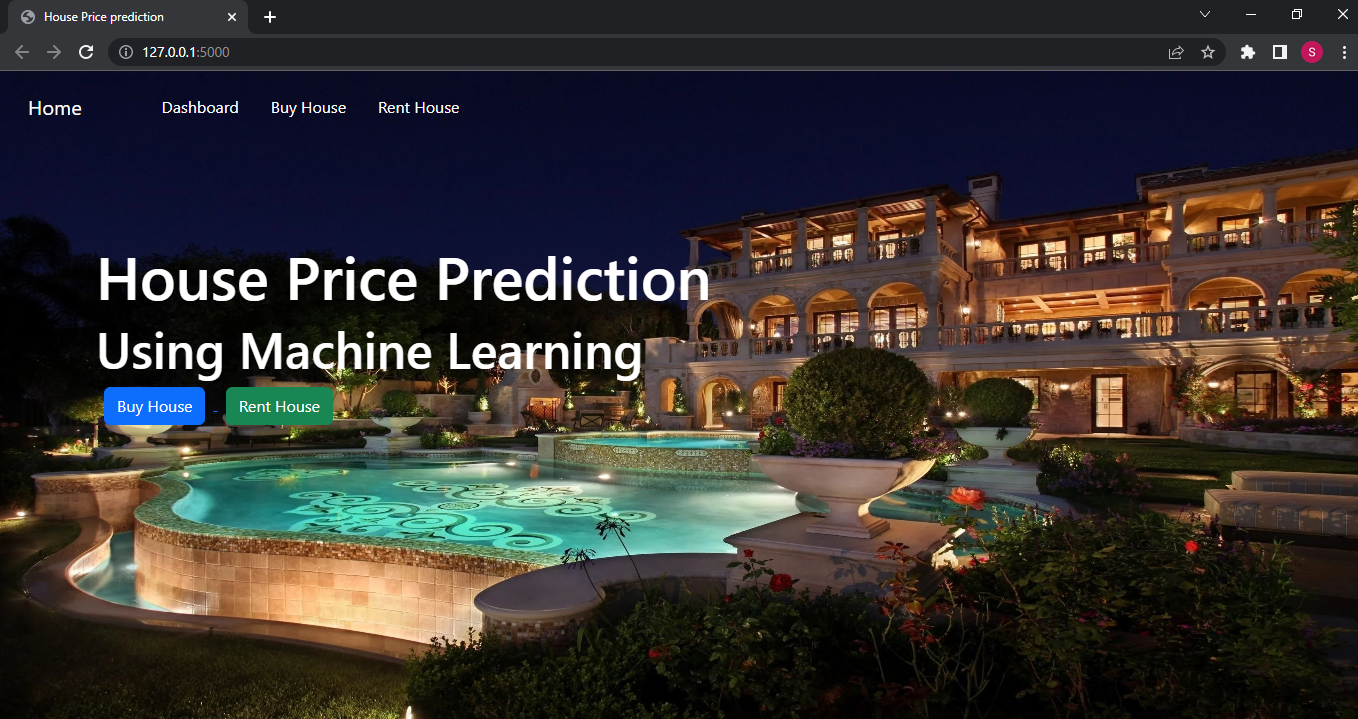 House Price prediction
127.0.0.1:5000
S
Home Dashboard Buy House Rent House
House Price Prediction
Using Machine Learning
Buy House Rent House